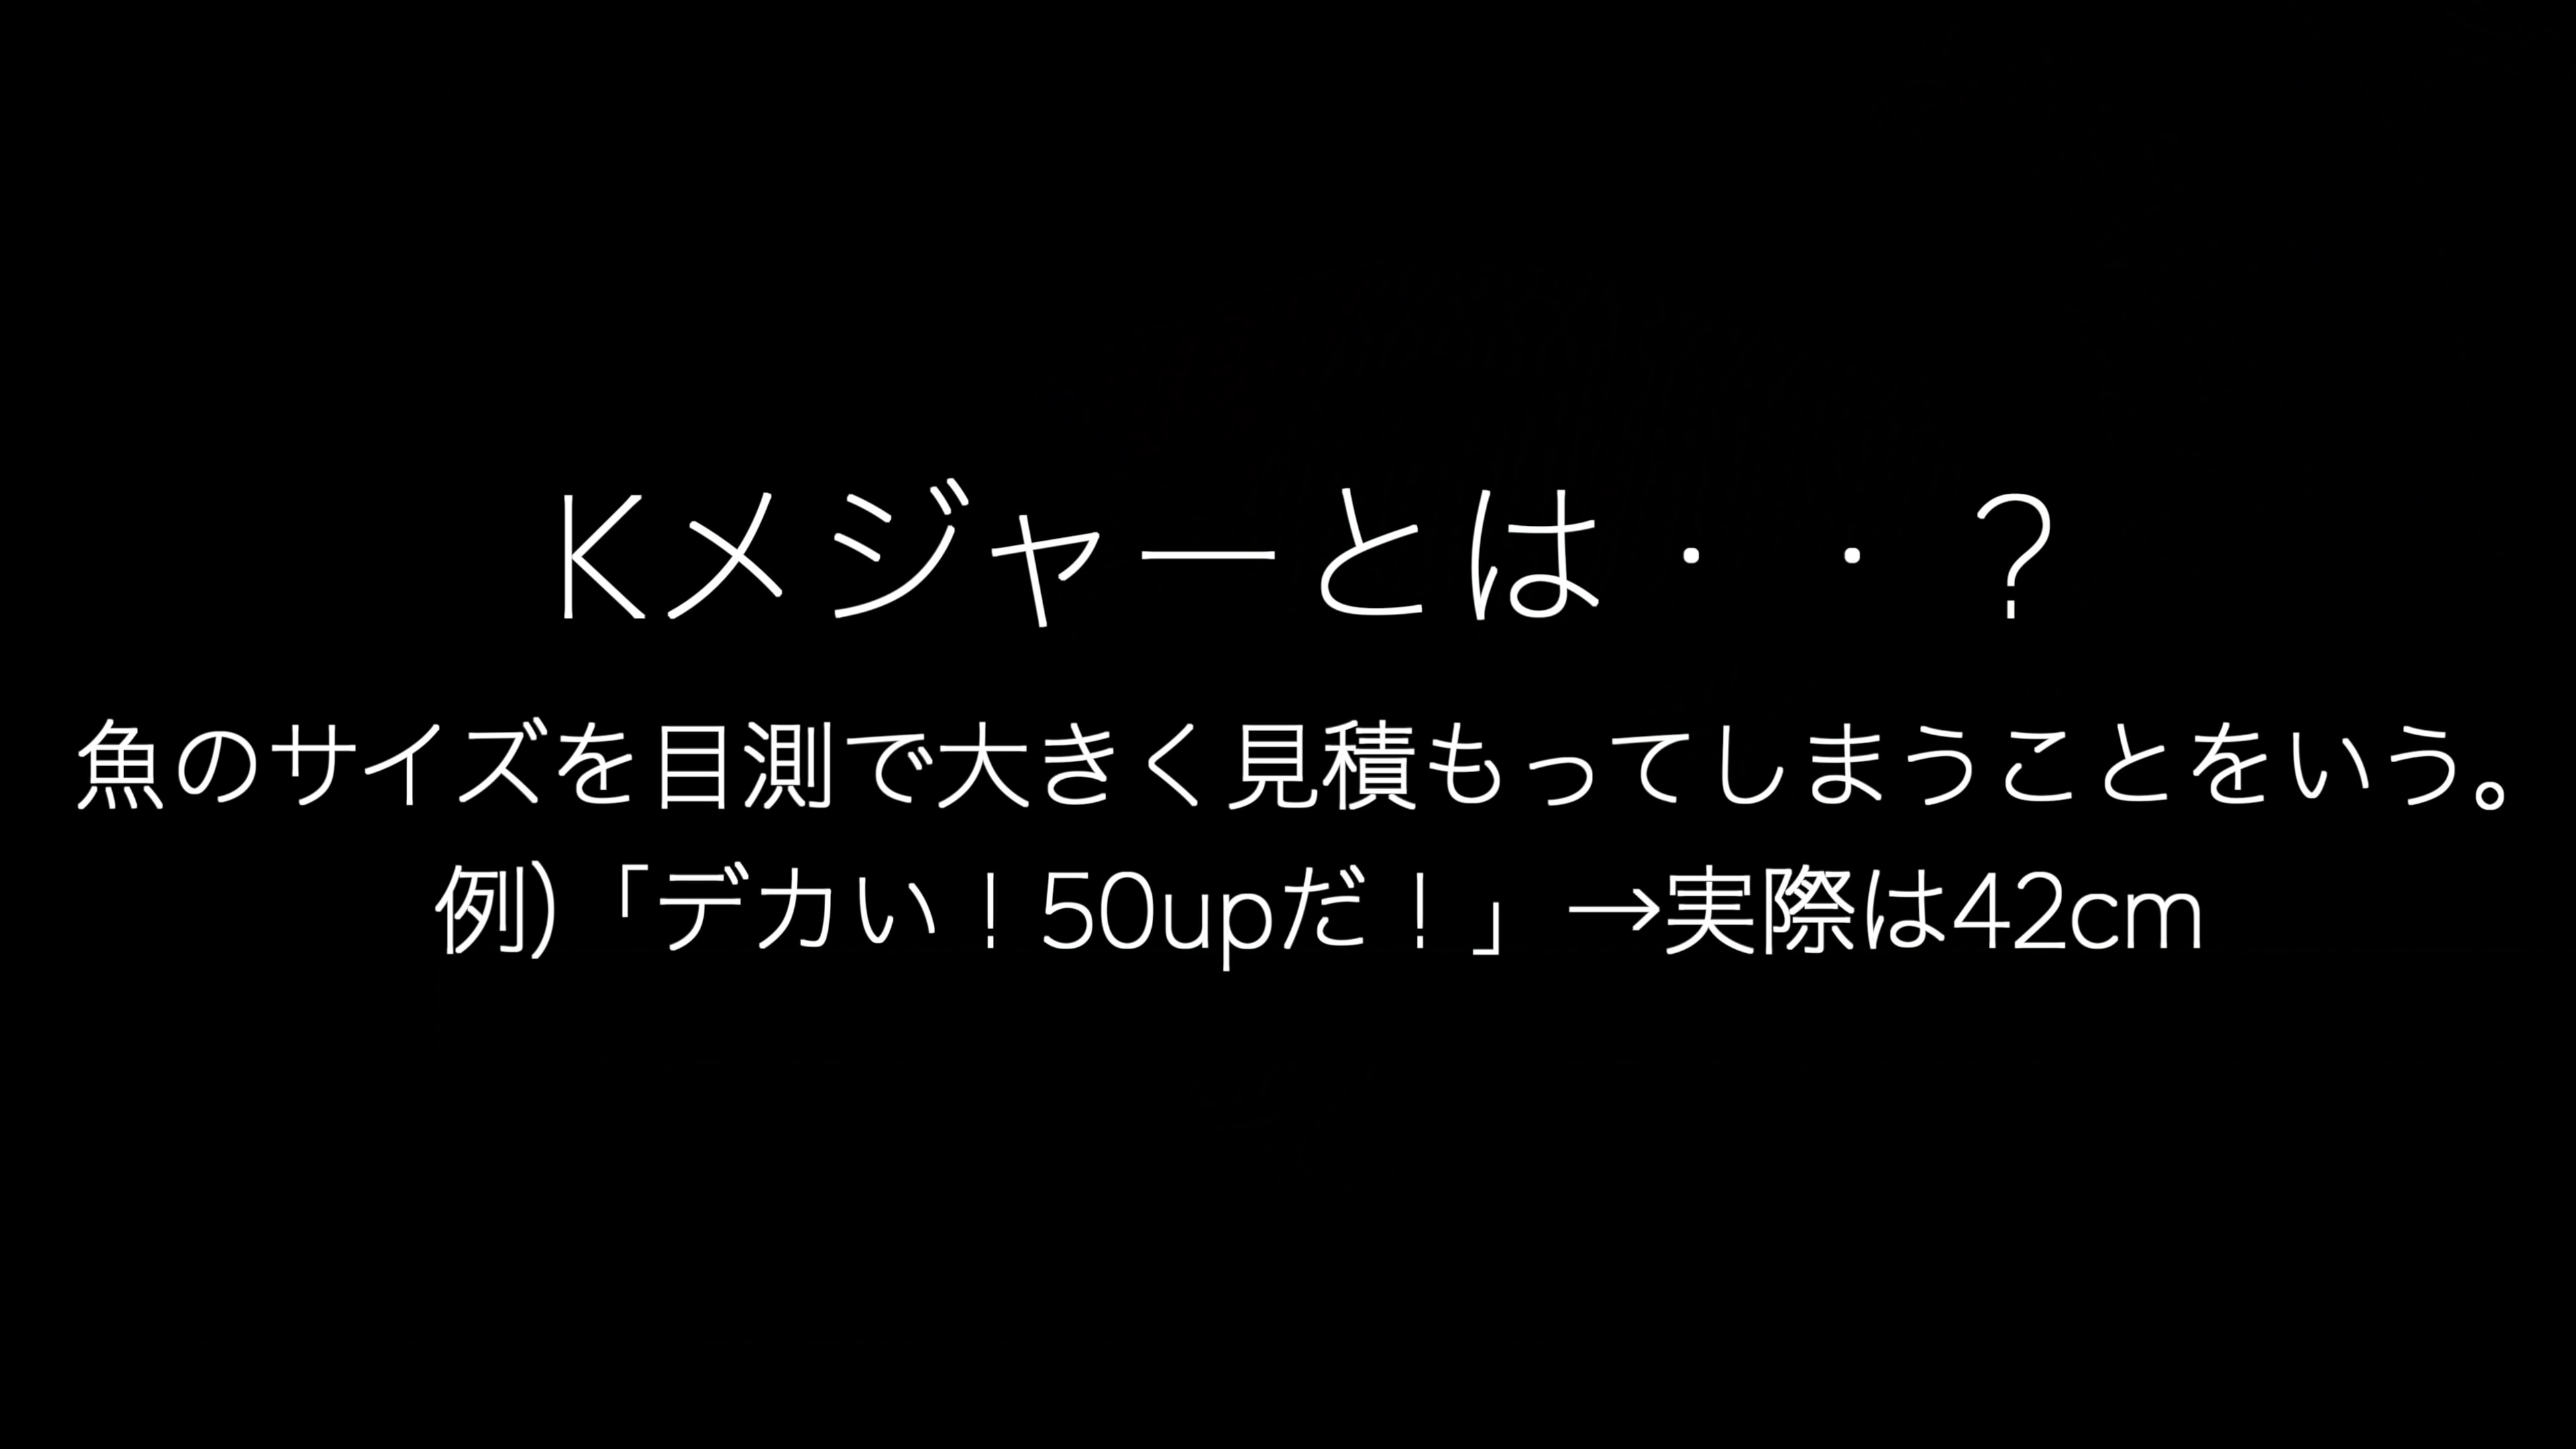 Kメジャーとは・・？
魚のサイズを目測で大きく見積もってしまうことをいう。
例)「デカい！50upだ！」→実際は42cm